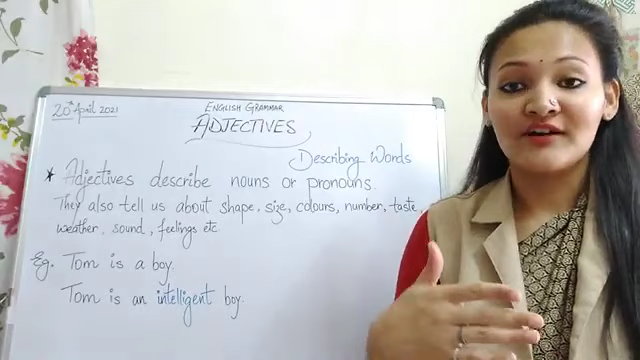 20th April 2021
ENGLISH GRAMMAR
ADJECTIVES
Describing Words
* Adjectives describe nouns or pronouns.
They also tell us about shape, size, colours, number, taste,
weather, sound, feelings etc
Eg. Tom is a boy.
Tom is an intelligent boy.